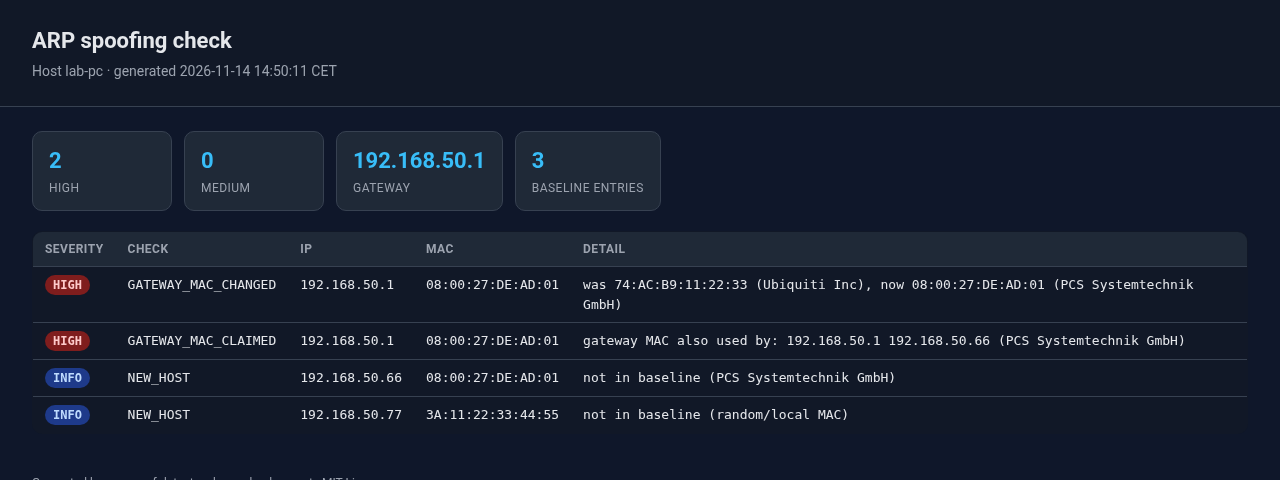 ARP spoofing check
Host lab-pc · generated 2026-11-14 14:50:11 CET
2
HIGH
0
MEDIUM
192.168.50.1
GATEWAY
3
BASELINE ENTRIES
SEVERITY CHECK IP MAC DETAIL
HIGH GATEWAY_MAC_CHANGED 192.168.50.1 08:00:27:DE:AD:01 was 74:AC:B9:11:22:33 (Ubiquiti Inc), now 08:00:27:DE:AD:01 (PCS Systemtechnik
GmbH)
HIGH GATEWAY_MAC_CLAIMED 192.168.50.1 08:00:27:DE:AD:01 gateway MAC also used by: 192.168.50.1 192.168.50.66 (PCS Systemtechnik GmbH)
INFO NEW_HOST 192.168.50.66 08:00:27:DE:AD:01 not in baseline (PCS Systemtechnik GmbH)
INFO NEW_HOST 192.168.50.77 3A:11:22:33:44:55 not in baseline (random/local MAC)